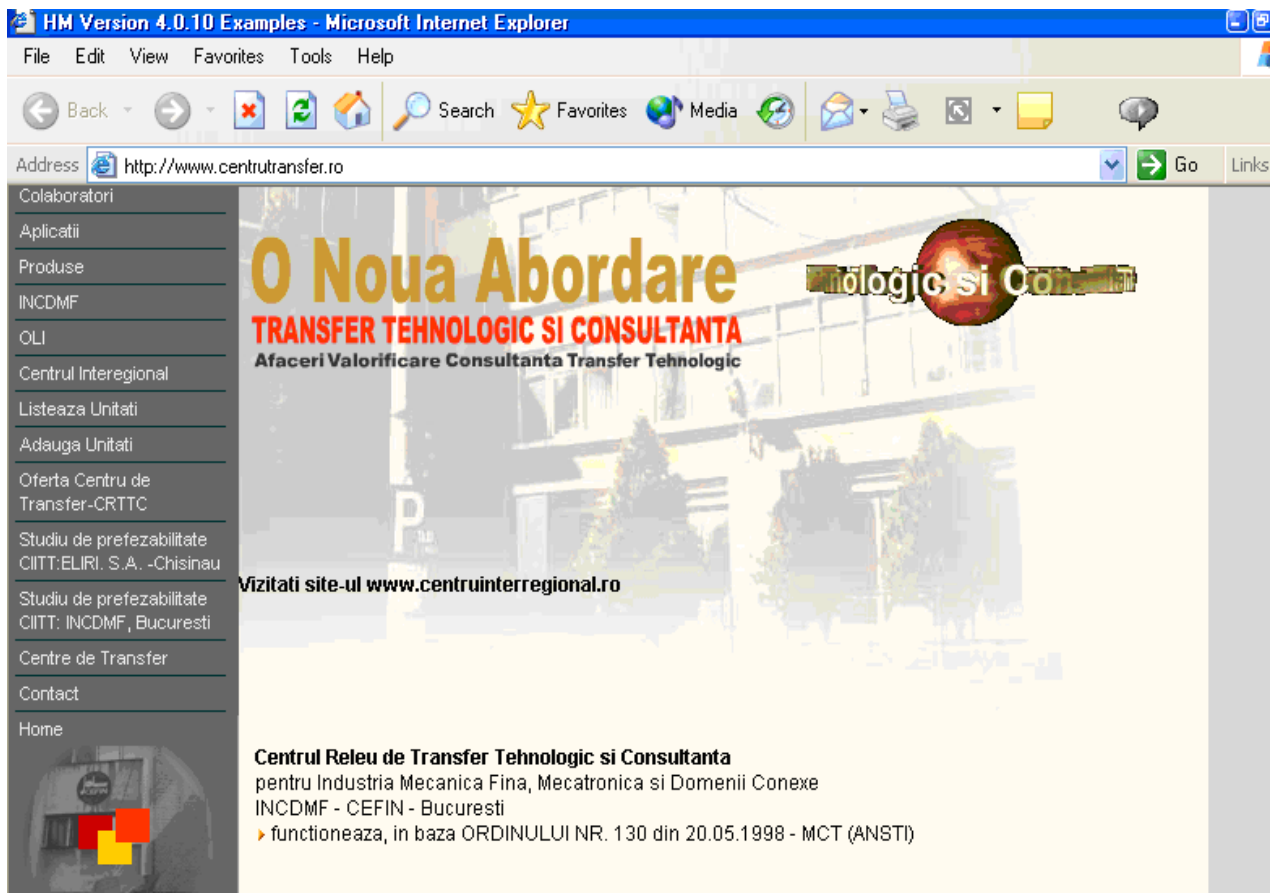 HM Version 4.0.10 Examples - Microsoft Internet Explorer
File Edit View Favorites Tools Help
Back Search Favorites Media
Address http://www.centrutransfer.ro Go Links
Colaboratori
Aplicatii
Produse
INCDMF
OLI
Centrul Interegional
Listeaza Unitati
Adauga Unitati
Oferta Centru de
Transfer-CRTTC
Studiu de prefezabilitate
CIITT:ELIRI. S.A. -Chisinau
Studiu de prefezabilitate
CIITT: INCDMF, Bucuresti
Centre de Transfer
Contact
Home
O Noua Abordare
TRANSFER TEHNOLOGIC SI CONSULTANTA
Afaceri Valorificare Consultanta Transfer Tehnologic
nologic si Con
P
Vizitati site-ul www.centruinterregional.ro
Centrul Releu de Transfer Tehnologic si Consultanta
pentru Industria Mecanica Fina, Mecatronica si Domenii Conexe
INCDMF - CEFIN - Bucuresti
functioneaza, in baza ORDINULUI NR. 130 din 20.05.1998 - MCT (ANSTI)